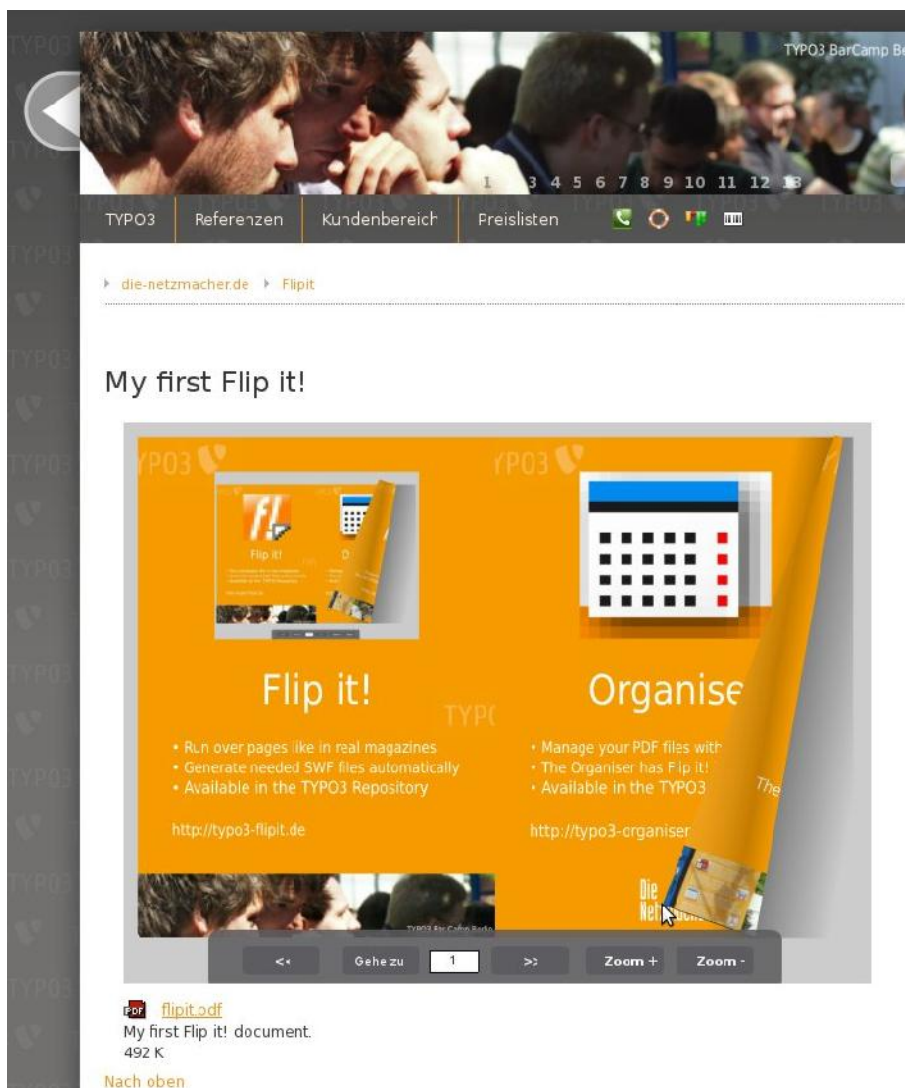 TYPO3 BarCamp Be
1 3 4 5 6 7 8 9 10 11 12 13
TYPO3 Referenzen Kundenbereich Preislisten
die-netzmacher.de Flipit
My first Flip it!
TYPO3 TYPO3
Flip it!
Flip it! Organise
• Run over pages like in real magazines
• Generate needed SWF files automatically
• Available in the TYPO3 Repository
http://typo3-flipit.de
• Manage your PDF files with
• The Organiser has Flip it!
• Available in the TYPO3
http://typo3-organiser
The
Die
<< Gehe zu 1 >> Zoom + Zoom -
flipit.pdf
My first Flip it! document.
492 K
Nach oben